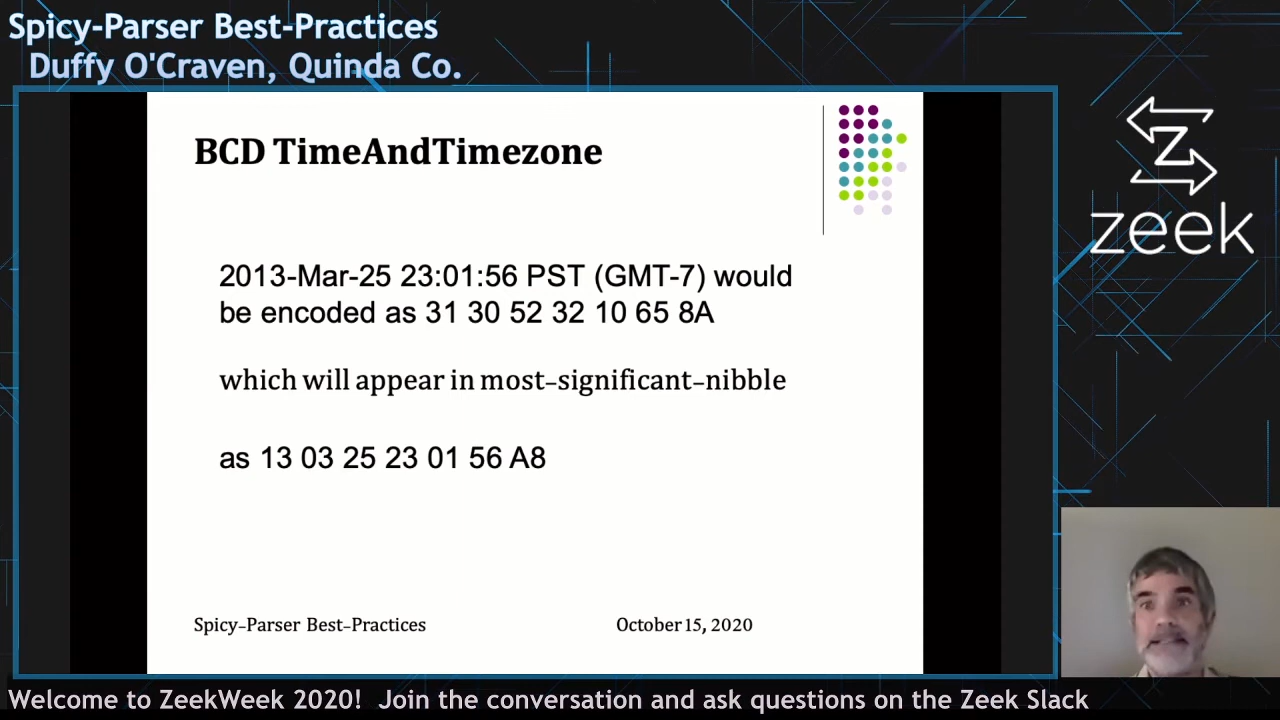 Spicy-Parser Best-Practices
Duffy O'Craven, Quinda Co.
BCD TimeAndTimezone
2013-Mar-25 23:01:56 PST (GMT-7) would
be encoded as 31 30 52 32 10 65 8A
which will appear in most-significant-nibble
as 13 03 25 23 01 56 A8
Spicy-Parser Best-Practices
October 15, 2020
Z
zeek
Welcome to ZeekWeek 2020! Join the conversation and ask questions on the Zeek Slack